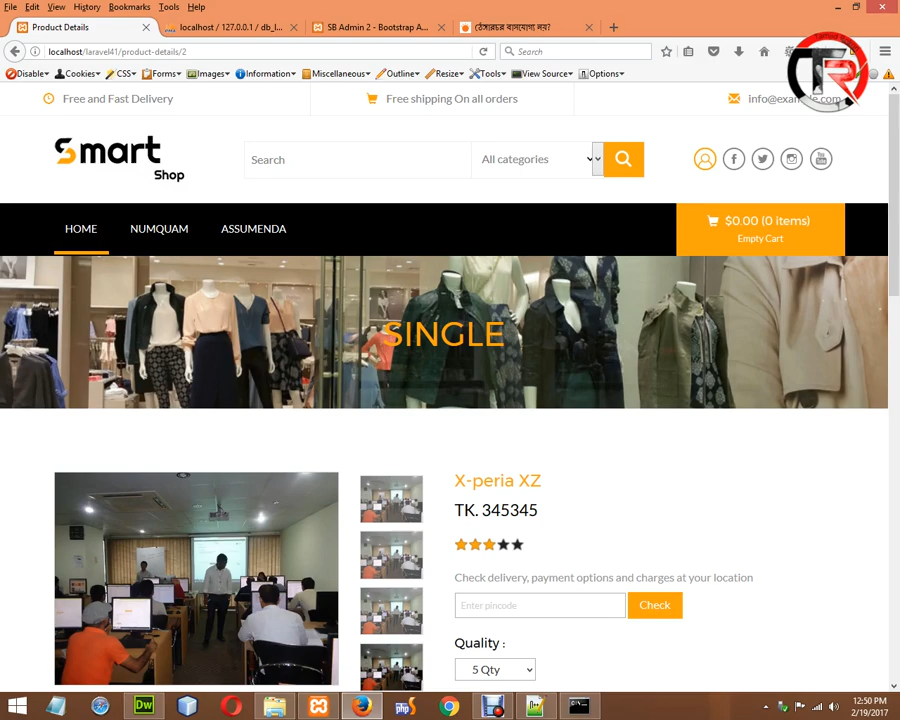 File Edit View History Bookmarks Tools Help
Product Details
localhost / 127.0.0.1 / db_l...
SB Admin 2 - Bootstrap A...
localhost/laravel41/product-details/2
Search
Disable Cookies CSS Forms Images Information Miscellaneous Outline Resize Tools View Source Options
Free and Fast Delivery
Free shipping On all orders
Smart
Shop
Search
All categories
HOME
NUMQUAM
ASSUMENDA
$0.00 (0 items)
Empty Cart
SINGLE
X-peria XZ
TK. 345345
Check delivery, payment options and charges at your location
Enter pincode
Check
Quality :
5 Qty
12:50 PM
2/19/2017